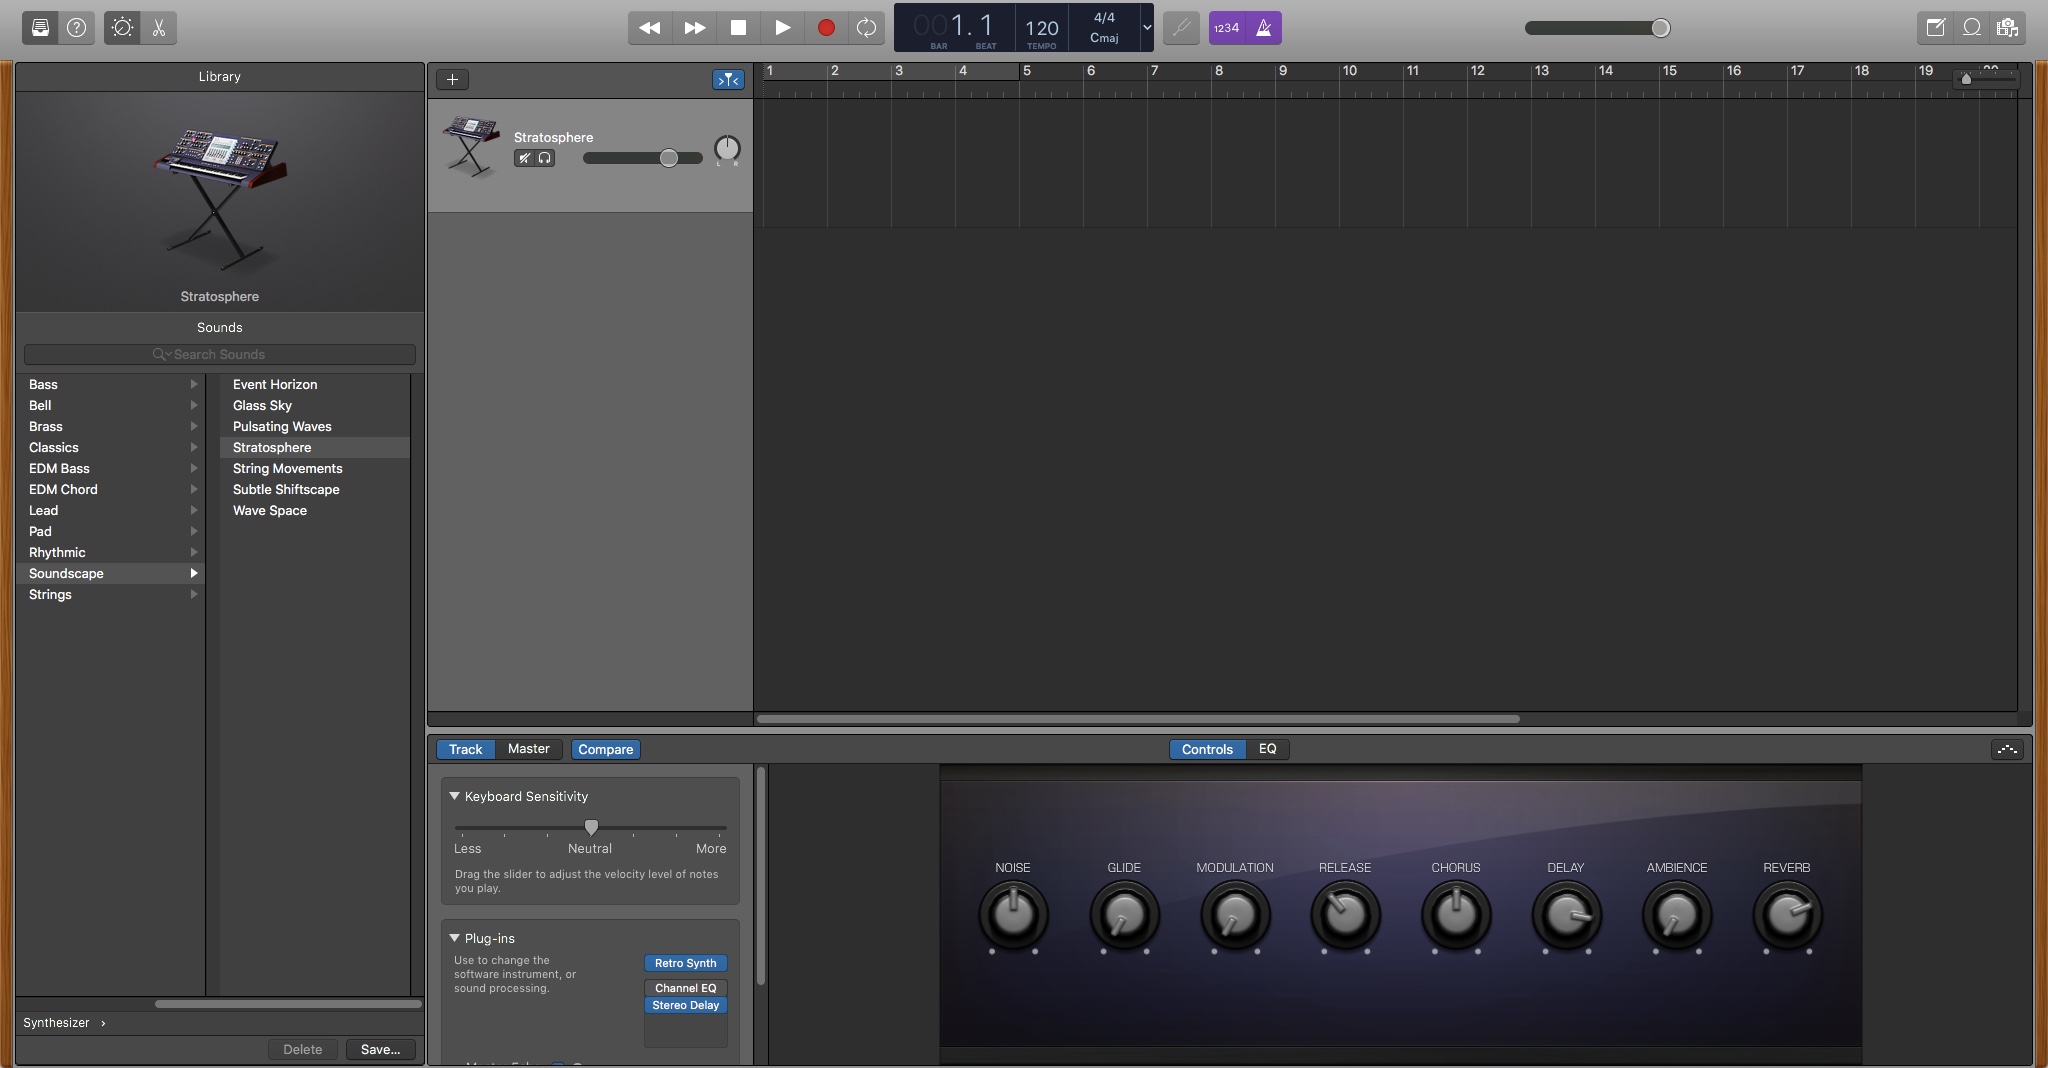 001.1
BAR BEAT
120
TEMPO
4/4
Cmaj
1234
Library
Stratosphere
Sounds
Search Sounds
Bass
Bell
Brass
Classics
EDM Bass
EDM Chord
Lead
Pad
Rhythmic
Soundscape
Strings
Event Horizon
Glass Sky
Pulsating Waves
Stratosphere
String Movements
Subtle Shiftscape
Wave Space
Synthesizer ›
Delete Save...
1 2 3 4 5 6 7 8 9 10 11 12 13 14 15 16 17 18 19
Stratosphere
L R
Track Master Compare
Controls EQ
Keyboard Sensitivity
Less Neutral More
Drag the slider to adjust the velocity level of notes
you play.
Plug-ins
Use to change the
software instrument, or
sound processing.
Retro Synth
Channel EQ
Stereo Delay
NOISE GLIDE MODULATION RELEASE CHORUS DELAY AMBIENCE REVERB